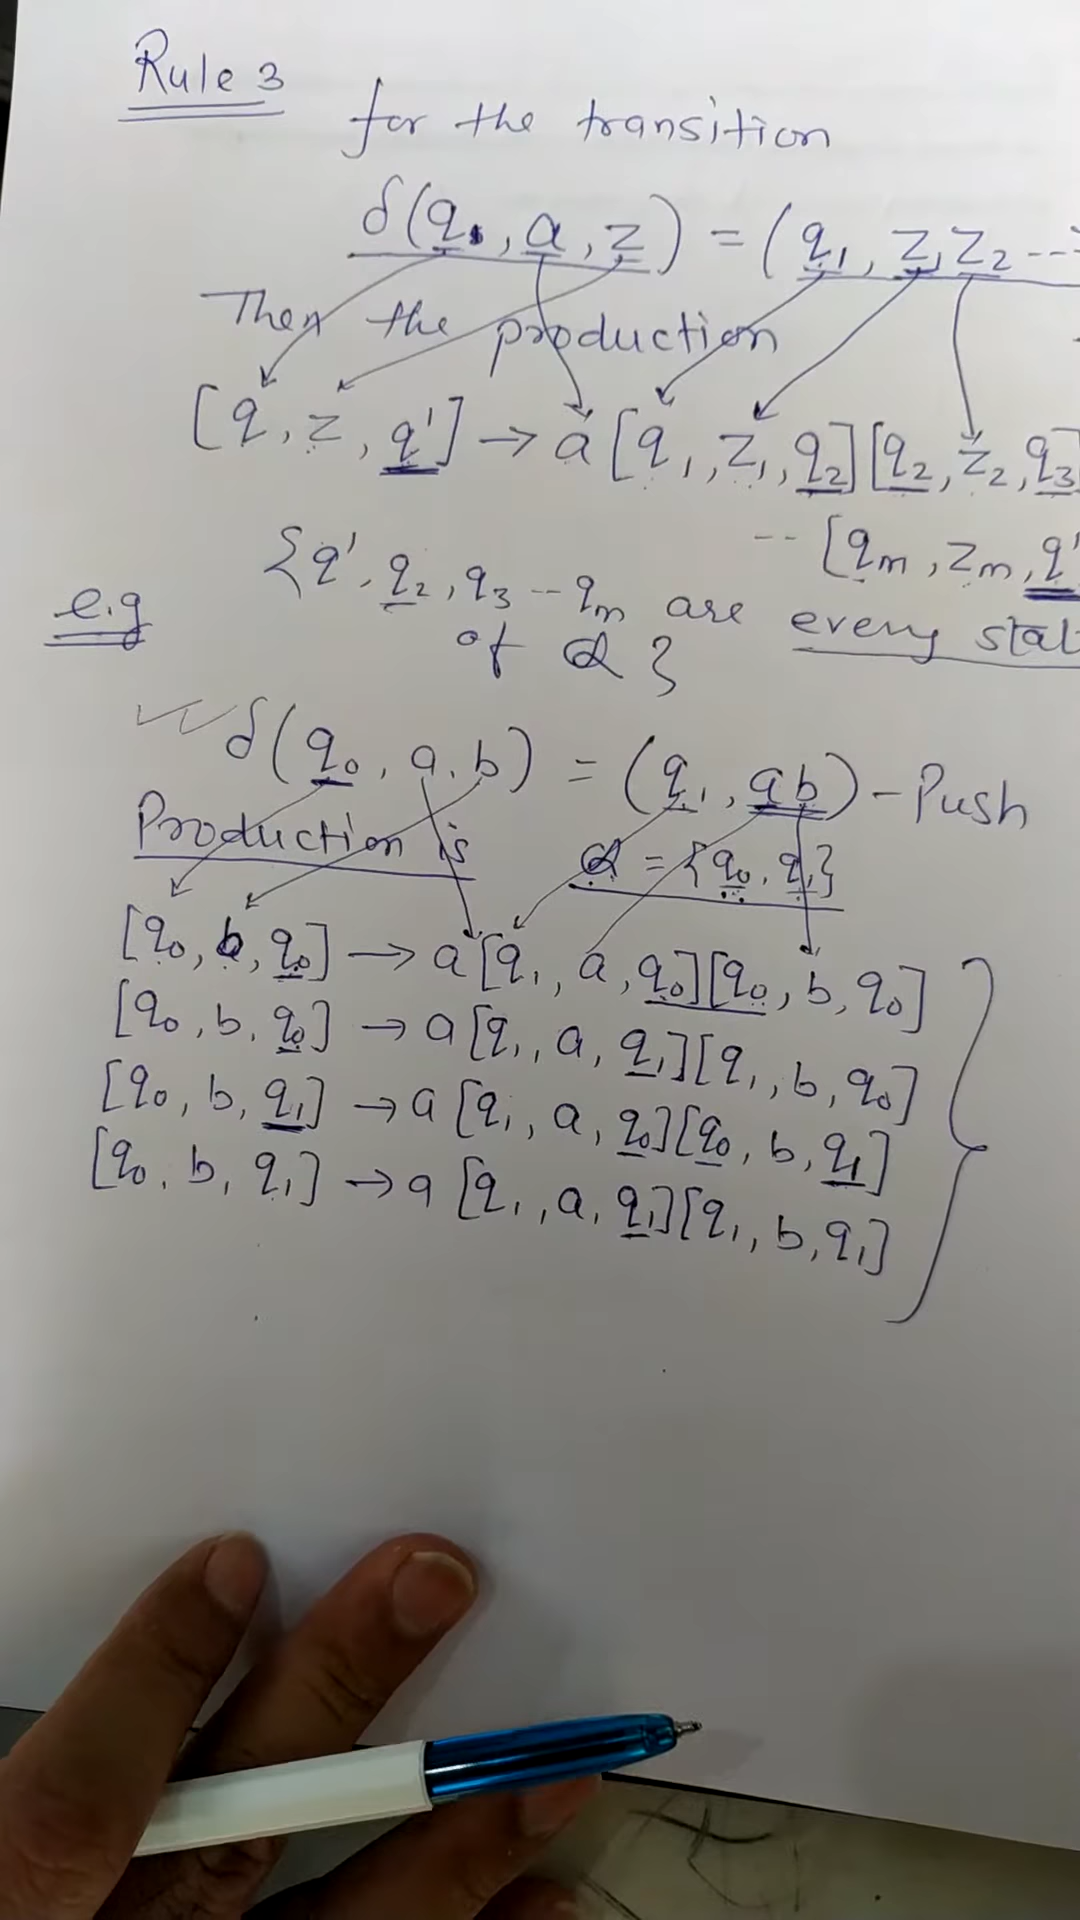 Rule 3
for the transition
δ(q, a, z) = (q1, z1 z2 --
Then the production
[q, z, q'] → a [q1, z1, q2][q2, z2, q3]
-- [qm, zm, q'
{q', q2, q3 -- qm are every stat
of Q}
e.g
δ(q0, a, b) = (q1, ab) - Push
Production is
Q = {q0, q1}
[q0, b, q0] → a [q1, a, q0][q0, b, q0]
[q0, b, q0] → a [q1, a, q1][q1, b, q0]
[q0, b, q1] → a [q1, a, q0][q0, b, q1]
[q0, b, q1] → a [q1, a, q1][q1, b, q1]